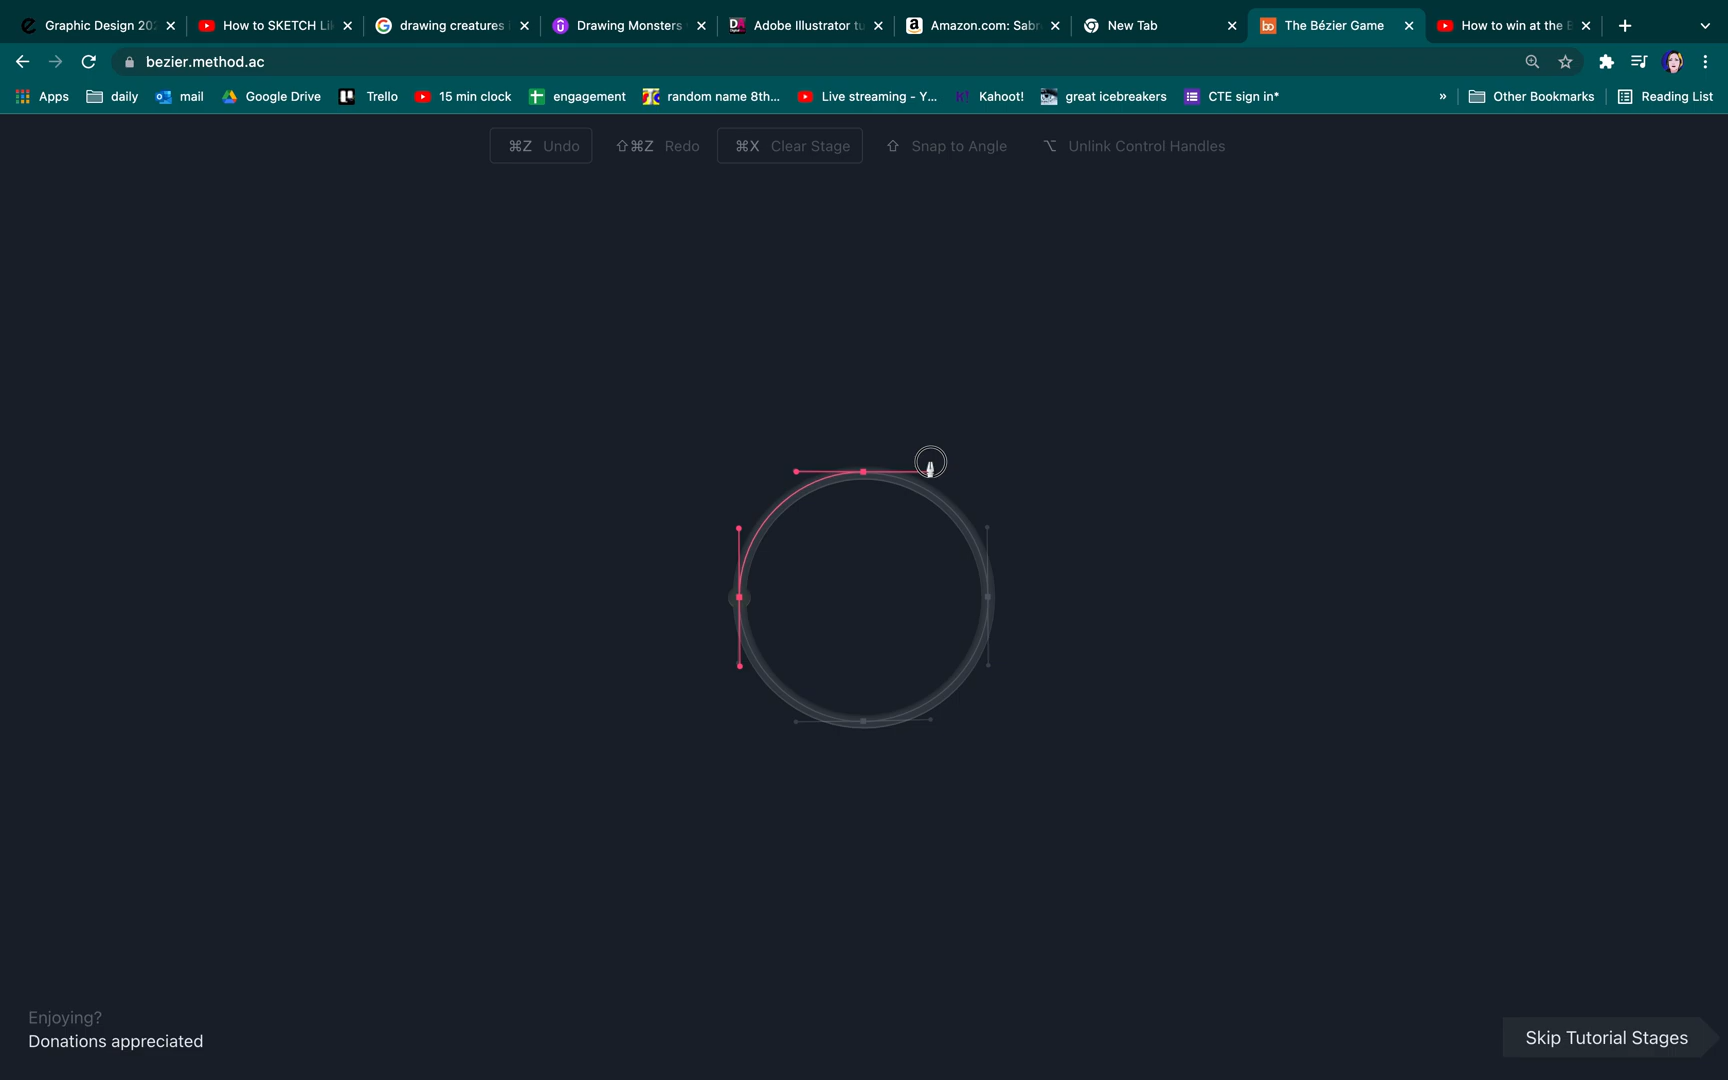 Graphic Design 202
How to SKETCH Li
drawing creatures
Drawing Monsters
Adobe Illustrator tu
Amazon.com: Sabr
New Tab
The Bézier Game
How to win at the B
bezier.method.ac
Apps
daily
mail
Google Drive
Trello
15 min clock
engagement
random name 8th...
Live streaming - Y...
Kahoot!
great icebreakers
CTE sign in*
»
Other Bookmarks
Reading List
⌘Z Undo
⇧⌘Z Redo
⌘X Clear Stage
⇧ Snap to Angle
⌥ Unlink Control Handles
Enjoying?
Donations appreciated
Skip Tutorial Stages